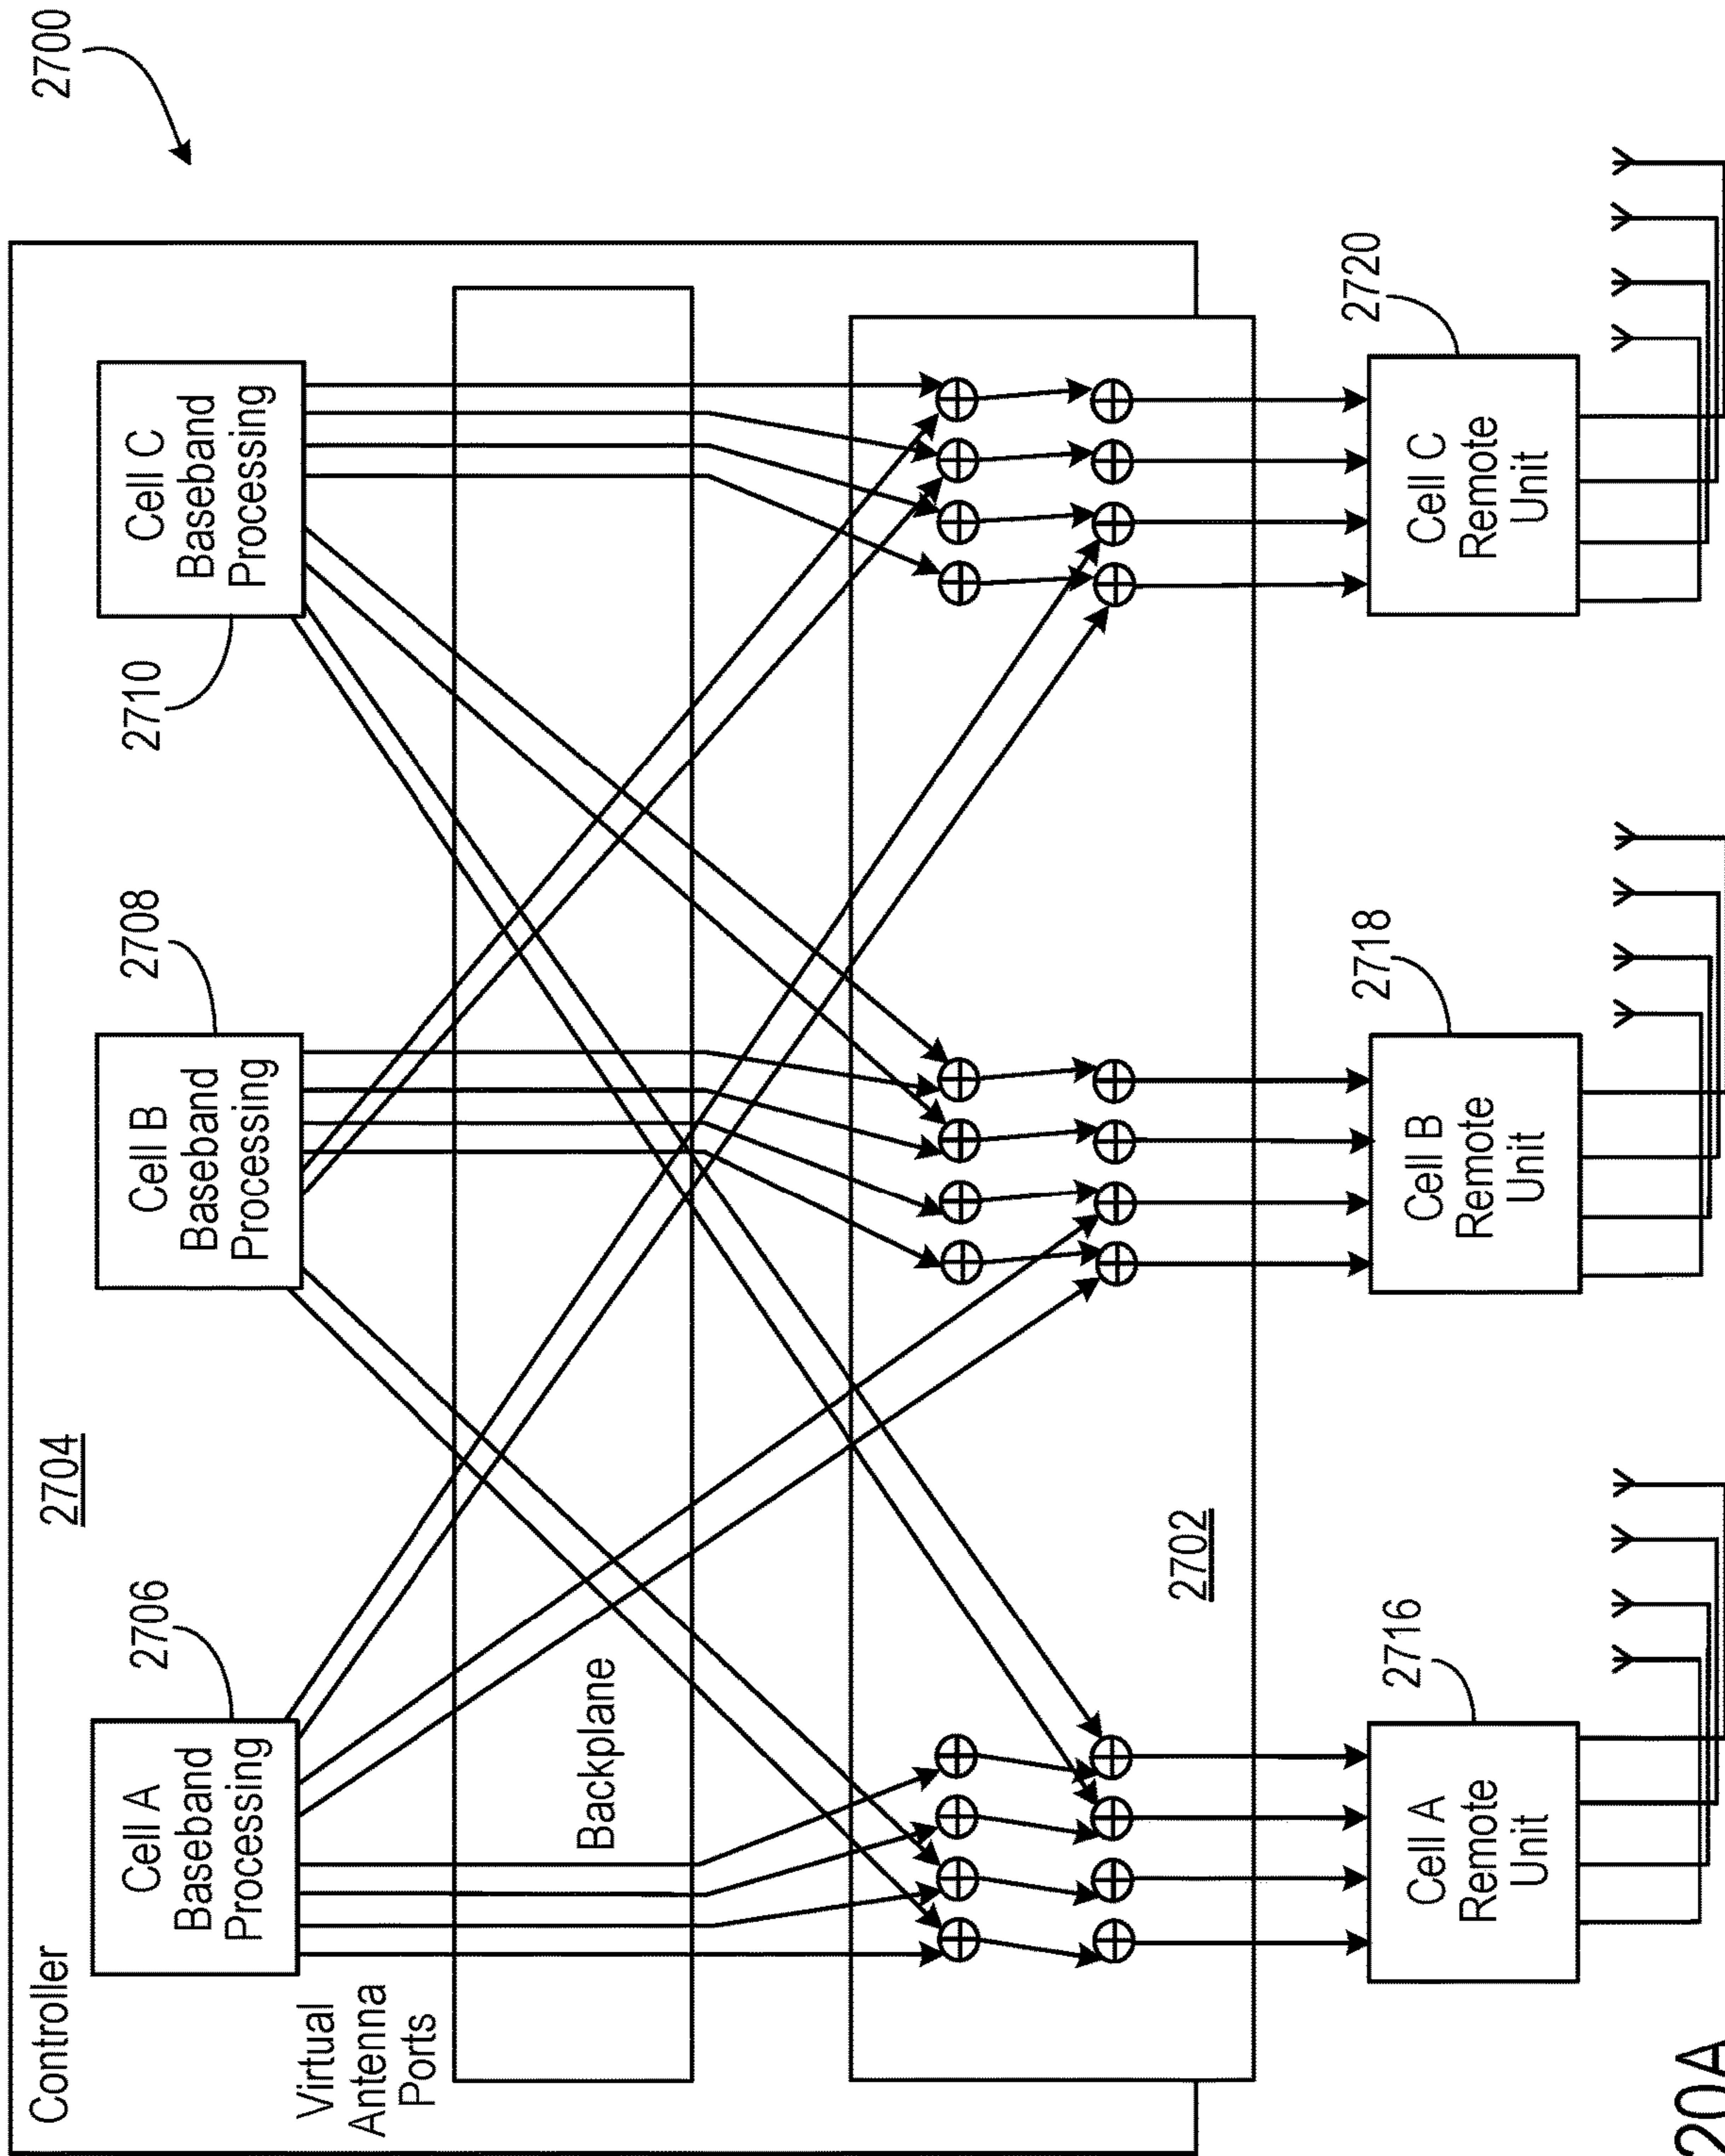 2700
Controller
2704
2706
Cell A
Baseband
Processing
2708
Cell B
Baseband
Processing
2710
Cell C
Baseband
Processing
Virtual
Antenna
Ports
Backplane
2702
2716
Cell A
Remote
Unit
2718
Cell B
Remote
Unit
2720
Cell C
Remote
Unit
20A